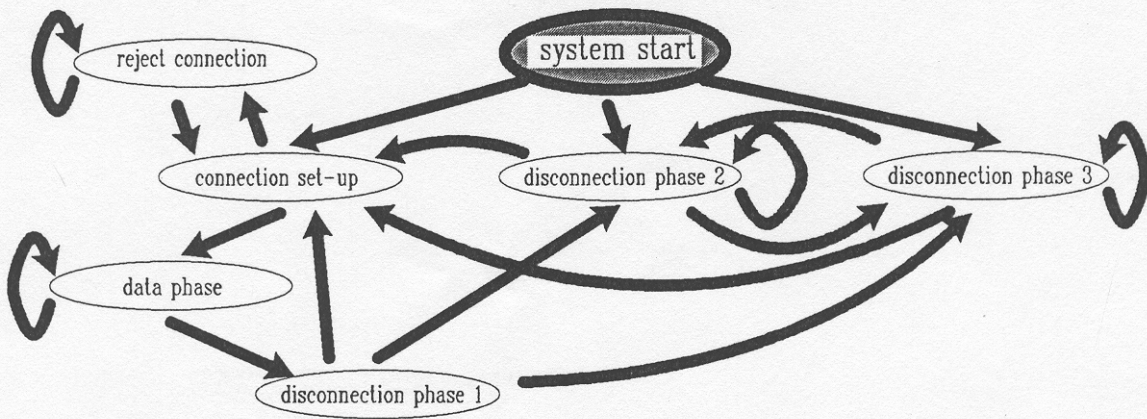 system start
reject connection
connection set-up
disconnection phase 2
disconnection phase 3
data phase
disconnection phase 1